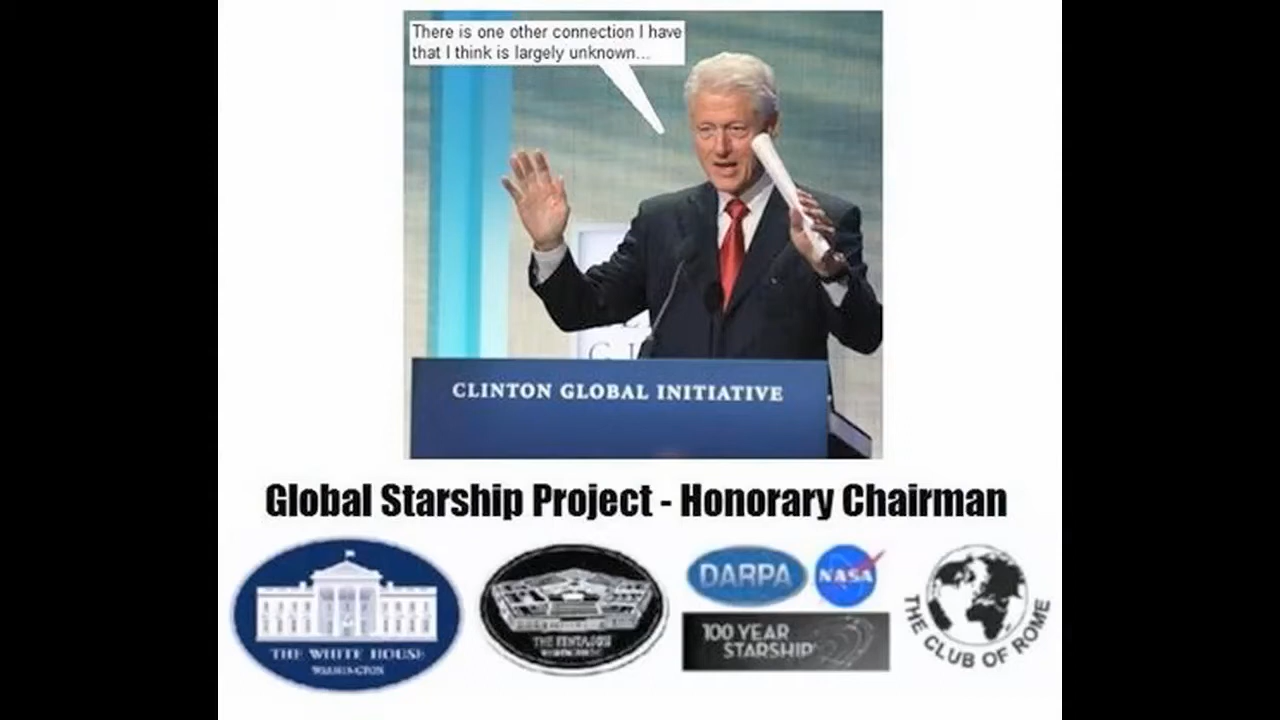 There is one other connection I have
that I think is largely unknown...
CLINTON GLOBAL INITIATIVE
Global Starship Project - Honorary Chairman
THE WHITE HOUSE
WASHINGTON
THE PENTAGON
DARPA
NASA
100 YEAR
STARSHIP
THE CLUB OF ROME